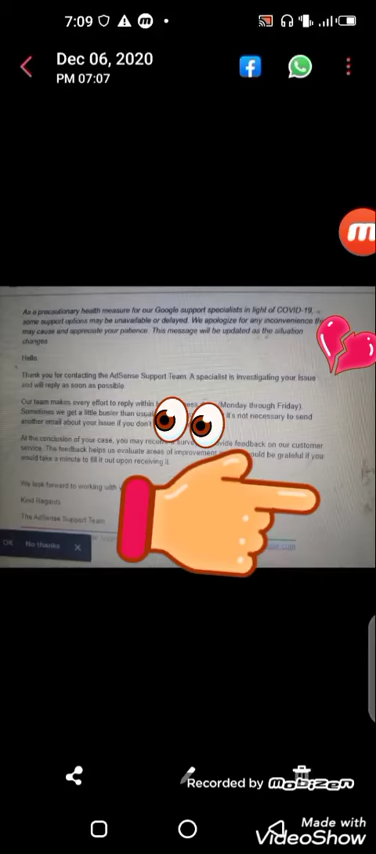 7:09
Dec 06, 2020
PM 07:07
As a precautionary health measure for our Google support specialists in light of COVID-19,
some support options may be unavailable or delayed. We apologize for any inconvenience
may cause and appreciate your patience. This message will be updated as the situation
changes
Hello
Thank you for contacting the AdSense Support Team. A specialist is investigating your issue
and will reply as soon as possible
Our team makes every effort to reply within (Monday through Friday).
Sometimes we get a little busier than it's not necessary to send
another email about your issue if you don't
At the conclusion of your case, you may feedback on our customer
service. The feedback helps us evaluate areas of improvement be grateful if you
would take a minute to fill it out upon receiving it.
We look forward to working with
Kind Regards
The AdSense Support Team
OK No thanks X
Recorded by mobizen
Made with
VideoShow